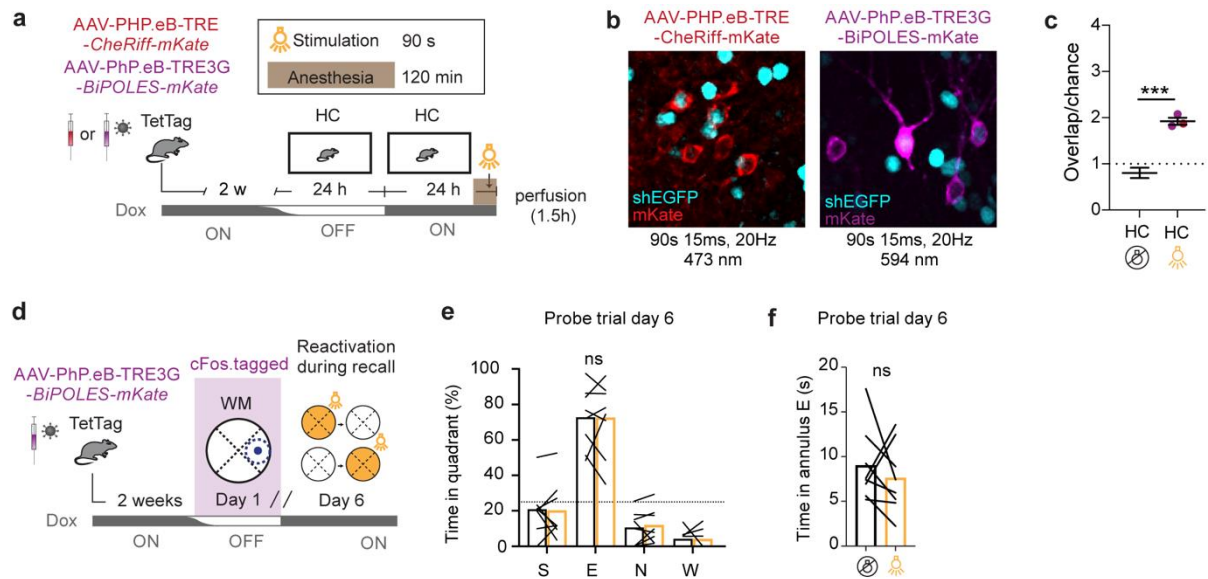 a
AAV-PHP.eB-TRE
-CheRiff-mKate
AAV-PhP.eB-TRE3G
-BiPOLES-mKate
or
TetTag
Stimulation 90 s
Anesthesia 120 min
HC HC
2 w 24 h 24 h
perfusion
(1.5h)
Dox
ON OFF ON
b
AAV-PHP.eB-TRE
-CheRiff-mKate
shEGFP
mKate
90s 15ms, 20Hz
473 nm
AAV-PhP.eB-TRE3G
-BiPOLES-mKate
shEGFP
mKate
90s 15ms, 20Hz
594 nm
c
Overlap/chance
4
3
2
1
0
***
HC HC
d
AAV-PhP.eB-TRE3G
-BiPOLES-mKate
TetTag
cFos.tagged
WM
Reactivation
during recall
2 weeks Day 1 // Day 6
Dox
ON OFF ON
e
Probe trial day 6
ns
Time in quadrant (%)
100
80
60
40
20
0
S E N W
f
Probe trial day 6
ns
Time in annulus E (s)
20
15
10
5
0